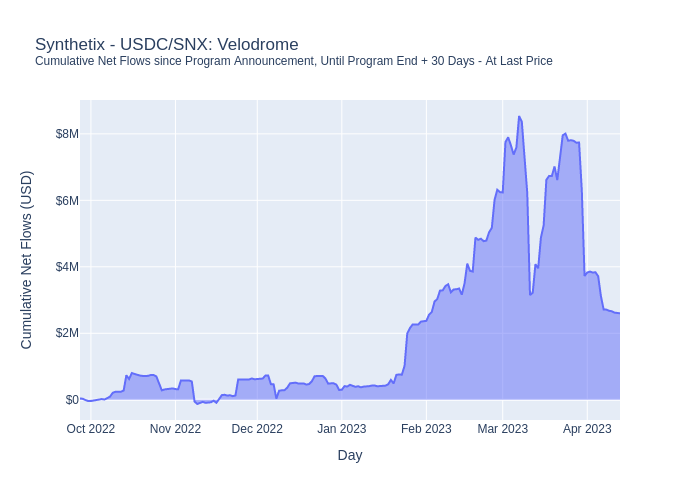 Synthetix - USDC/SNX: Velodrome
Cumulative Net Flows since Program Announcement, Until Program End + 30 Days - At Last Price
Cumulative Net Flows (USD)
$8M
$6M
$4M
$2M
$0
Oct 2022 Nov 2022 Dec 2022 Jan 2023 Feb 2023 Mar 2023 Apr 2023
Day